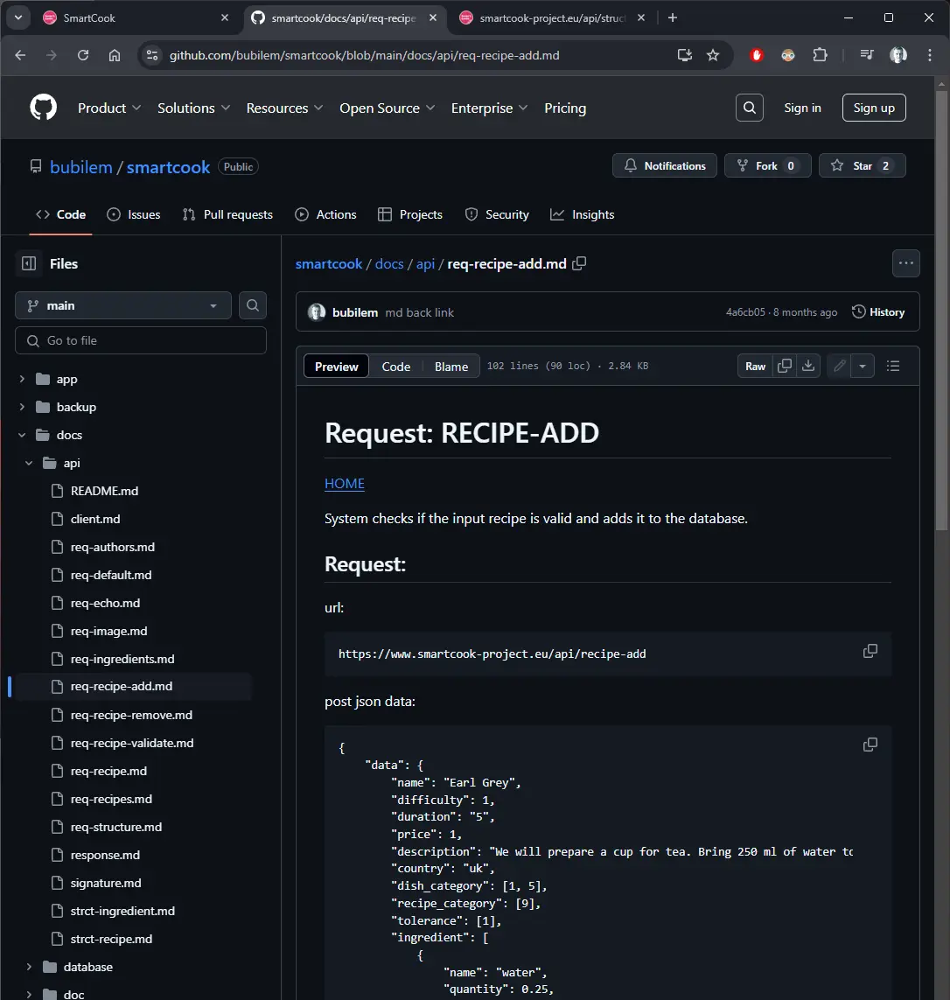 SmartCook
smartcook/docs/api/req-recipe
smartcook-project.eu/api/struct
github.com/bubilem/smartcook/blob/main/docs/api/req-recipe-add.md
Product Solutions Resources Open Source Enterprise Pricing Sign in Sign up
bubilem / smartcook Public Notifications Fork 0 Star 2
Code Issues Pull requests Actions Projects Security Insights
Files
main
Go to file
app
backup
docs
api
README.md
client.md
req-authors.md
req-default.md
req-echo.md
req-image.md
req-ingredients.md
req-recipe-add.md
req-recipe-remove.md
req-recipe-validate.md
req-recipe.md
req-recipes.md
req-structure.md
response.md
signature.md
strct-ingredient.md
strct-recipe.md
database
doc
smartcook / docs / api / req-recipe-add.md
bubilem md back link 4a6cb05 · 8 months ago History
Preview Code Blame 102 lines (90 loc) · 2.84 KB Raw
Request: RECIPE-ADD
HOME
System checks if the input recipe is valid and adds it to the database.
Request:
url:
https://www.smartcook-project.eu/api/recipe-add
post json data:
{
"data": {
"name": "Earl Grey",
"difficulty": 1,
"duration": "5",
"price": 1,
"description": "We will prepare a cup for tea. Bring 250 ml of water to
"country": "uk",
"dish_category": [1, 5],
"recipe_category": [9],
"tolerance": [1],
"ingredient": [
{
"name": "water",
"quantity": 0.25,